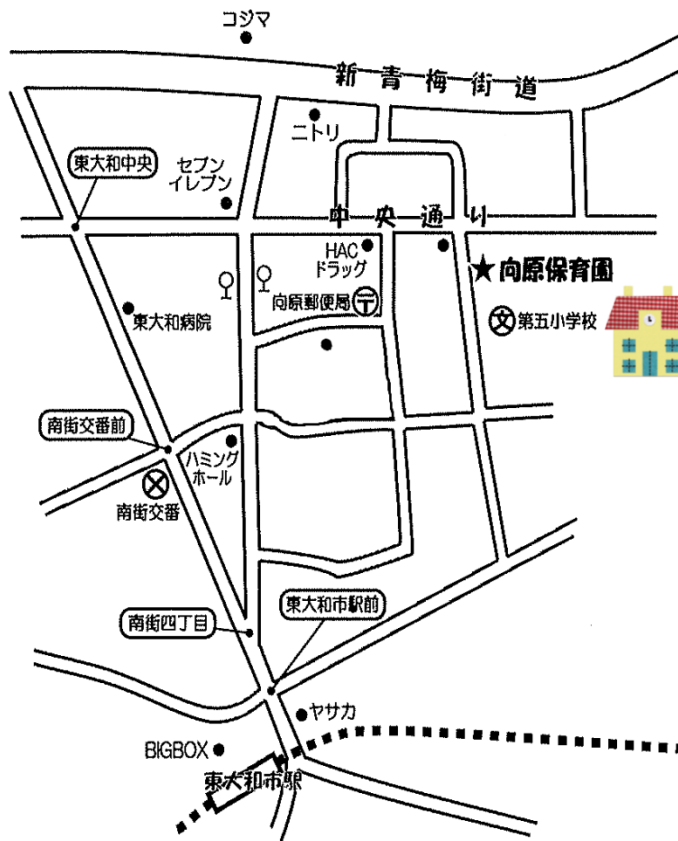 コジマ
新青梅街道
ニトリ
東大和中央
セブン
イレブン
中央通り
HAC
ドラッグ
★向原保育園
向原郵便局〒
東大和病院
文 第五小学校
南街交番前
ハミング
ホール
南街交番
東大和市駅前
南街四丁目
ヤサカ
BIGBOX
東大和市駅